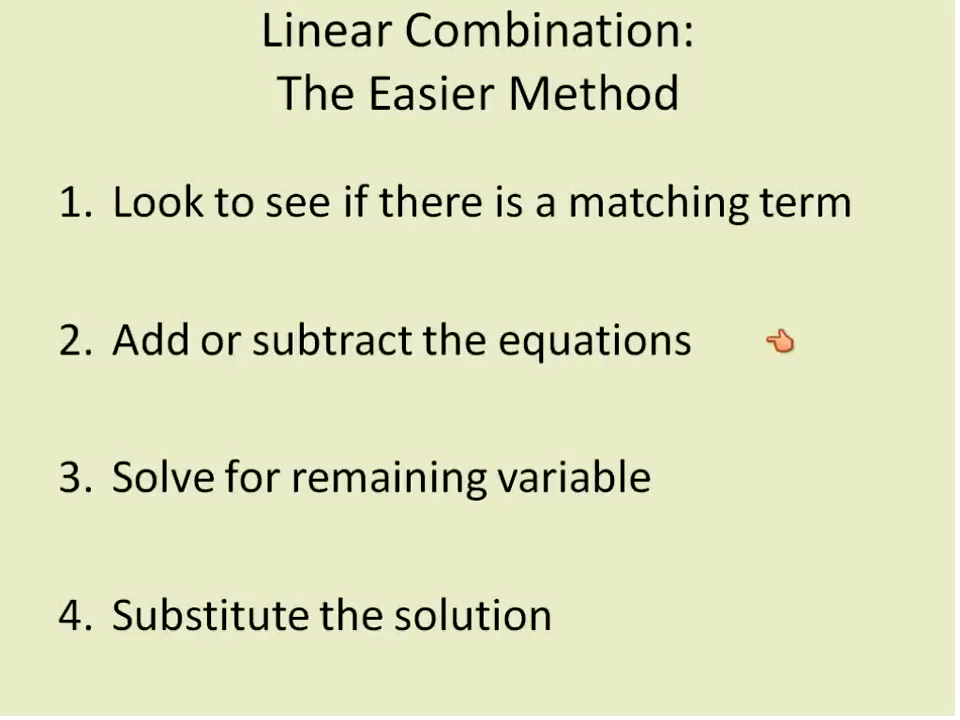 Linear Combination:
The Easier Method
1. Look to see if there is a matching term
2. Add or subtract the equations
3. Solve for remaining variable
4. Substitute the solution